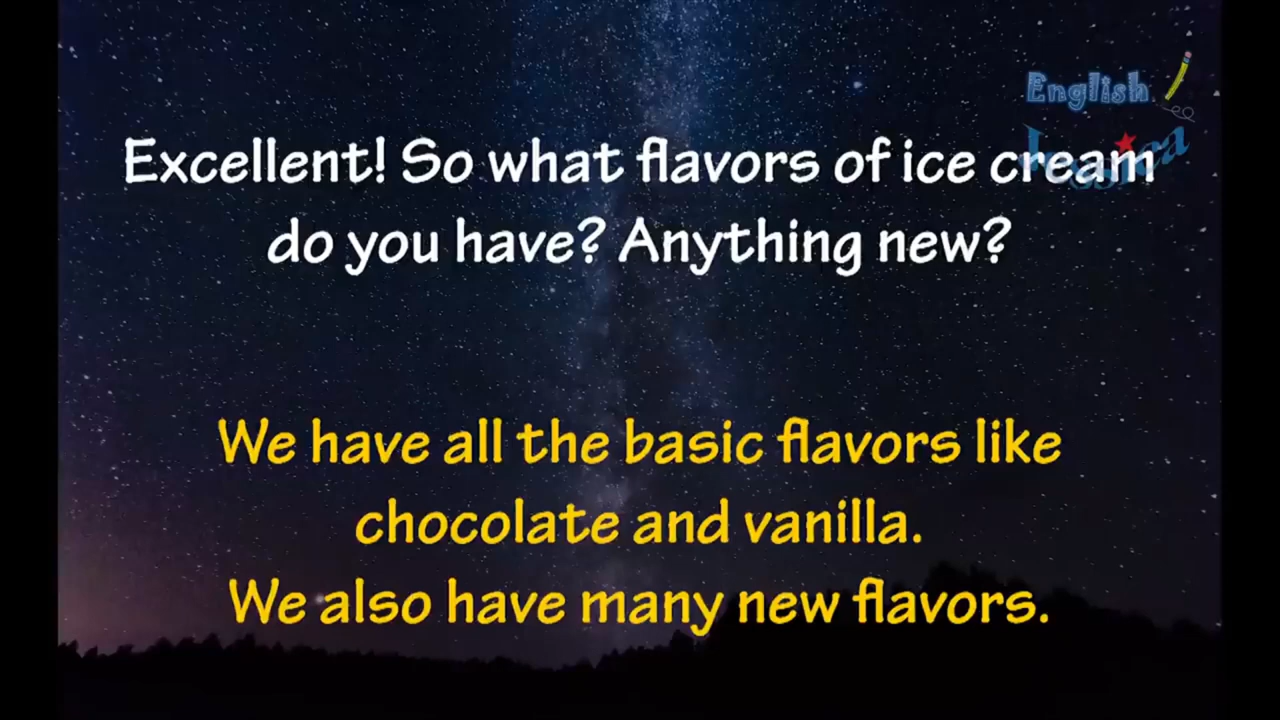 English
Jessica
Excellent! So what flavors of ice cream
do you have? Anything new?
We have all the basic flavors like
chocolate and vanilla.
We also have many new flavors.